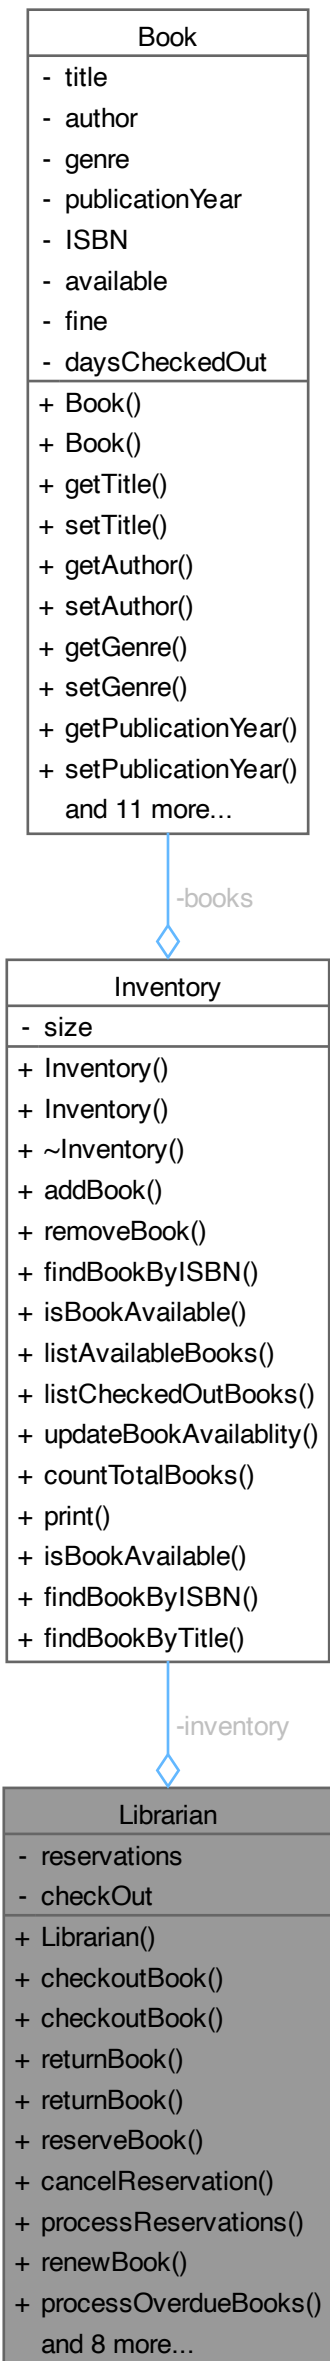 Book
- title
- author
- genre
- publicationYear
- ISBN
- available
- fine
- daysCheckedOut
+ Book()
+ Book()
+ getTitle()
+ setTitle()
+ getAuthor()
+ setAuthor()
+ getGenre()
+ setGenre()
+ getPublicationYear()
+ setPublicationYear()
and 11 more...
-books
Inventory
- size
+ Inventory()
+ Inventory()
+ ~Inventory()
+ addBook()
+ removeBook()
+ findBookByISBN()
+ isBookAvailable()
+ listAvailableBooks()
+ listCheckedOutBooks()
+ updateBookAvailablity()
+ countTotalBooks()
+ print()
+ isBookAvailable()
+ findBookByISBN()
+ findBookByTitle()
-inventory
Librarian
- reservations
- checkOut
+ Librarian()
+ checkoutBook()
+ checkoutBook()
+ returnBook()
+ returnBook()
+ reserveBook()
+ cancelReservation()
+ processReservations()
+ renewBook()
+ processOverdueBooks()
and 8 more...